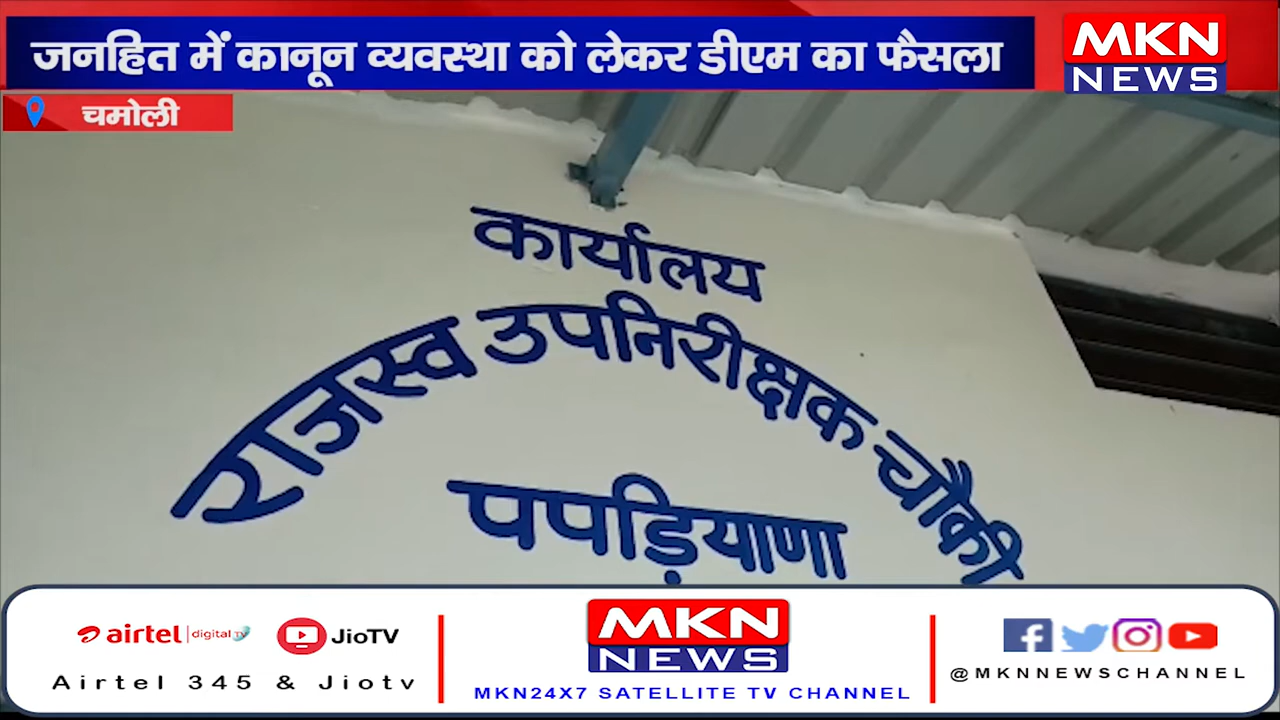 जनहित में कानून व्यवस्था को लेकर डीएम का फैसला
MKN
NEWS
चमोली
कार्यालय
राजस्व उपनिरीक्षक चौकी
पपड़ियाणा
airtel digital TV
JioTV
Airtel 345 & Jiotv
MKN
NEWS
MKN24X7 SATELLITE TV CHANNEL
@MKNNEWSCHANNEL